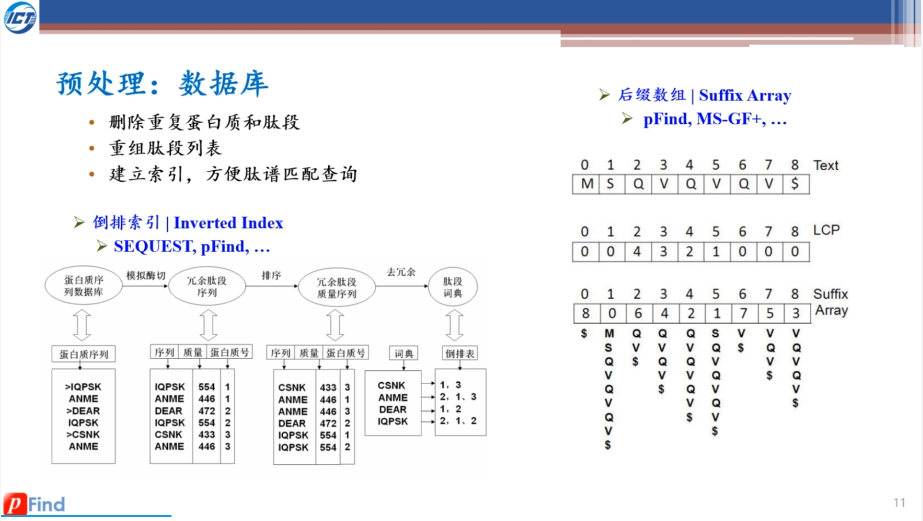 ICT
预处理：数据库
• 删除重复蛋白质和肽段
• 重组肽段列表
• 建立索引，方便肽谱匹配查询
倒排索引 | Inverted Index
SEQUEST, pFind, …
蛋白质序列数据库 模拟酶切 冗余肽段序列 排序 冗余肽段质量序列 去冗余 肽段词典
蛋白质序列
>IQPSK
ANME
>DEAR
IQPSK
>CSNK
ANME
序列 质量 蛋白质号
IQPSK 554 1
ANME 446 1
DEAR 472 2
IQPSK 554 2
CSNK 433 3
ANME 446 3
序列 质量 蛋白质号
CSNK 433 3
ANME 446 1
ANME 446 3
DEAR 472 2
IQPSK 554 1
IQPSK 554 2
词典 倒排表
CSNK 1，3
ANME 2，1、3
DEAR 1，2
IQPSK 2，1、2
后缀数组 | Suffix Array
pFind, MS-GF+, …
0 1 2 3 4 5 6 7 8 Text
M S Q V Q V Q V $
0 1 2 3 4 5 6 7 8 LCP
0 0 4 3 2 1 0 0 0
0 1 2 3 4 5 6 7 8 Suffix Array
8 0 6 4 2 1 7 5 3
$ M Q Q Q S V V V
S V V V Q $ Q Q
Q $ Q Q V V V
V V V Q $ Q
Q $ Q V V
V V Q $
Q $ V
V $
$
pFind
11